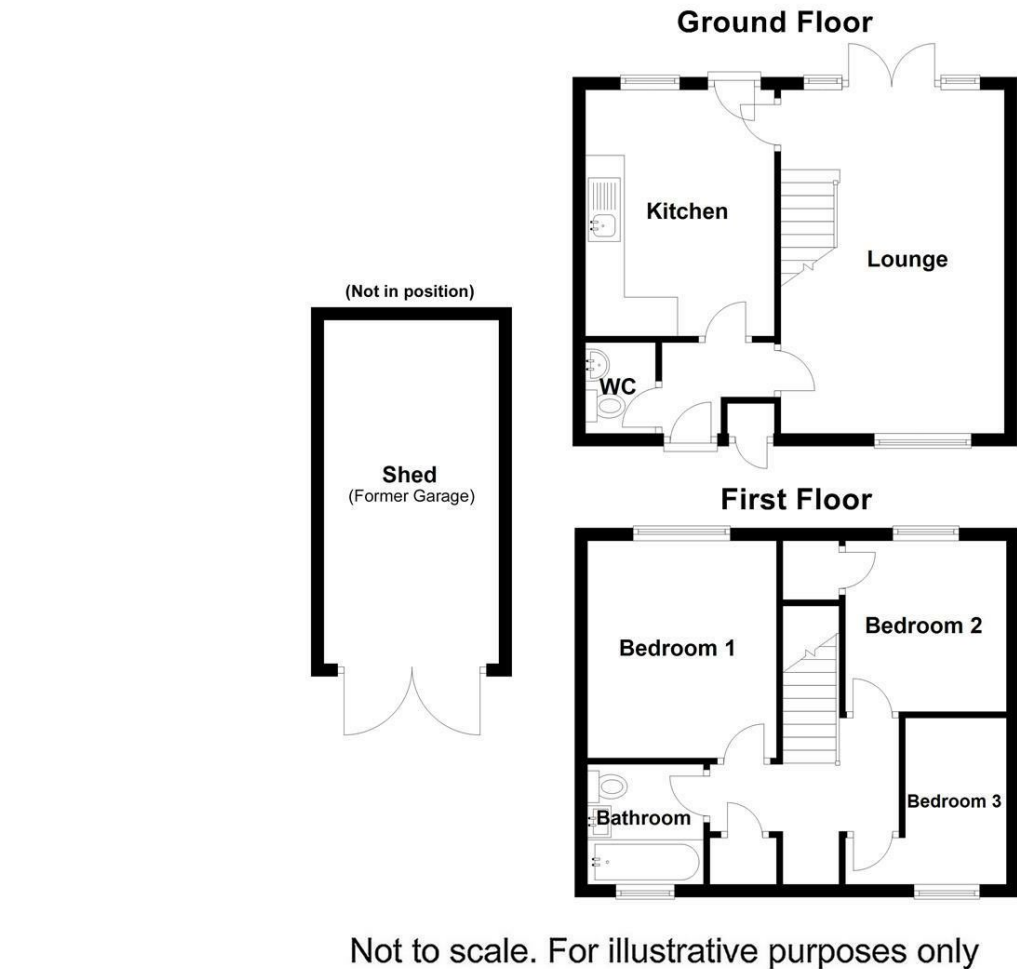 Ground Floor
Kitchen
Lounge
WC
(Not in position)
Shed
(Former Garage)
First Floor
Bedroom 1
Bedroom 2
Bedroom 3
Bathroom
Not to scale. For illustrative purposes only